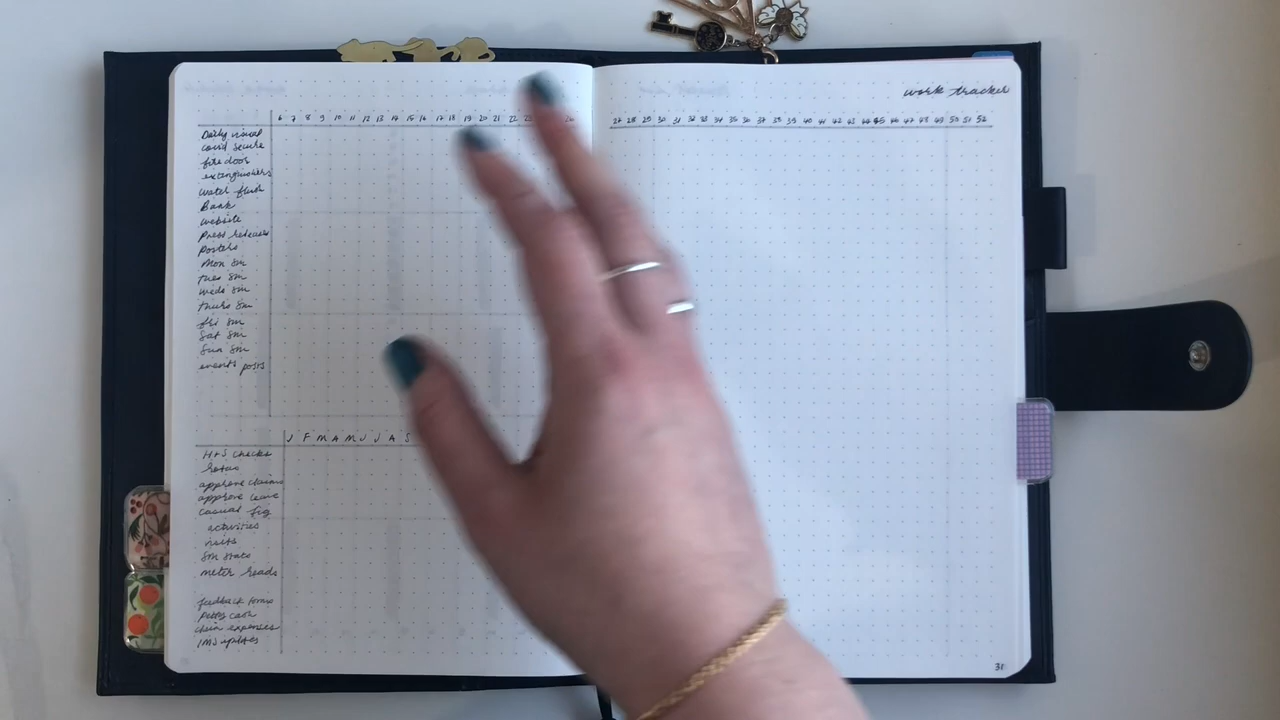 work tracker
6 7 8 9 10 11 12 13 14 15 16 17 18 19 20 21 22 23 26
27 28 29 30 31 32 33 34 35 36 37 38 39 40 41 42 43 44 45 46 47 48 49 50 51 52
Daily visual
covid secure
fire door
extinguishers
water flush
Bank
website
Press releases
posters
Mon SM
tues SM
weds SM
thurs SM
fri SM
Sat SM
Sun SM
events posts
J F M A M J J A S
H+S checks
rotas
approve claims
approve leave
casual fig
activities
visits
SM stats
meter reads
feedback forms
Petty cash
claim expenses
IMS updates
31